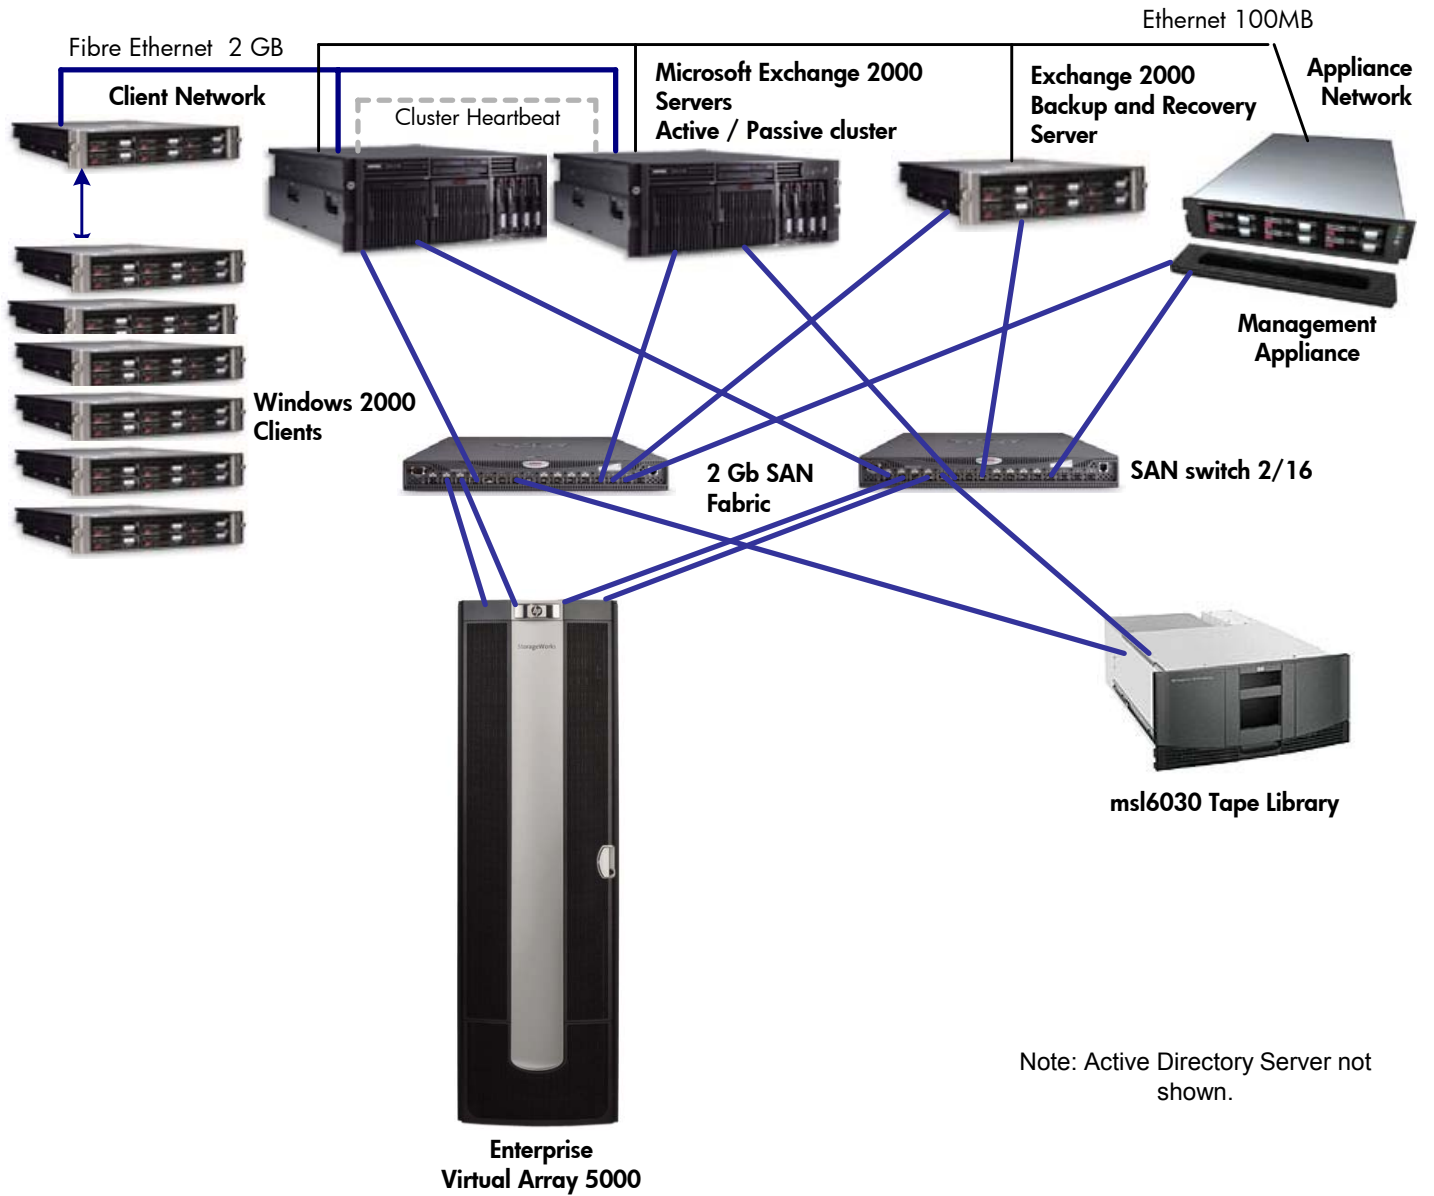 Ethernet 100MB
Fibre Ethernet 2 GB
Client Network
Cluster Heartbeat
Microsoft Exchange 2000
Servers
Active / Passive cluster
Exchange 2000
Backup and Recovery
Server
Appliance
Network
Management
Appliance
Windows 2000
Clients
2 Gb SAN
Fabric
SAN switch 2/16
hp
StorageWorks
msl6030 Tape Library
Note: Active Directory Server not
shown.
Enterprise
Virtual Array 5000